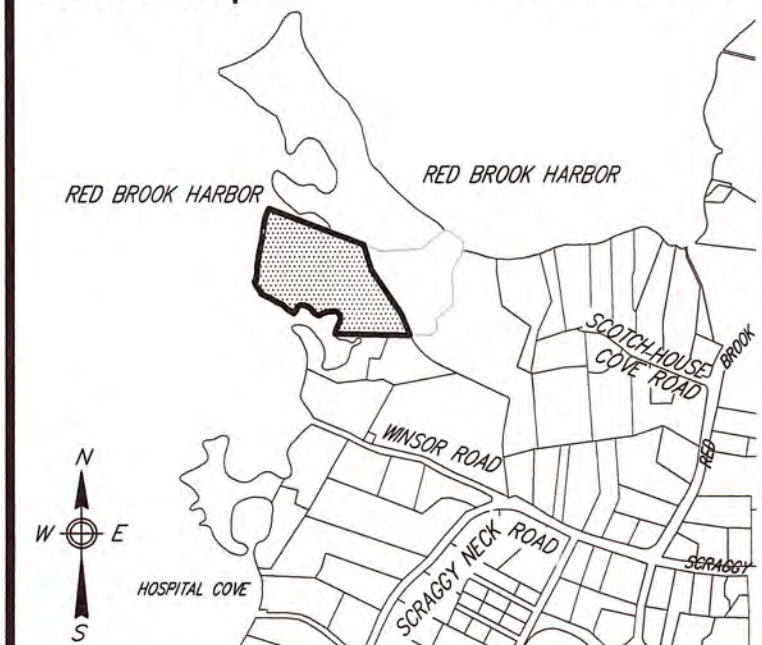 RED BROOK HARBOR
RED BROOK HARBOR
SCOTCH-HOUSE
COVE ROAD
RED BROOK
WINSOR ROAD
SCRAGGY NECK ROAD
SCRAGGY
HOSPITAL COVE
N
W E
S